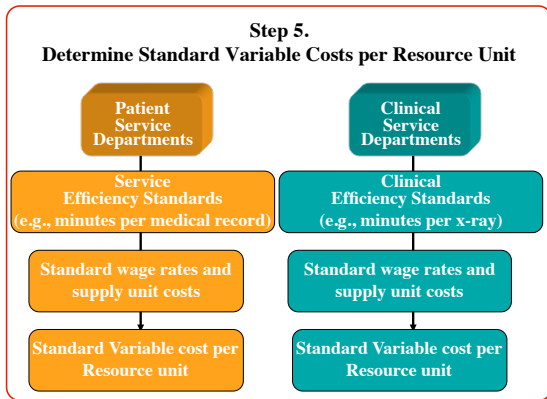 Step 5.
Determine Standard Variable Costs per Resource Unit
Patient
Service
Departments
Service
Efficiency Standards
(e.g., minutes per medical record)
Standard wage rates and
supply unit costs
Standard Variable cost per
Resource unit
Clinical
Service
Departments
Clinical
Efficiency Standards
(e.g., minutes per x-ray)
Standard wage rates and
supply unit costs
Standard Variable cost per
Resource unit